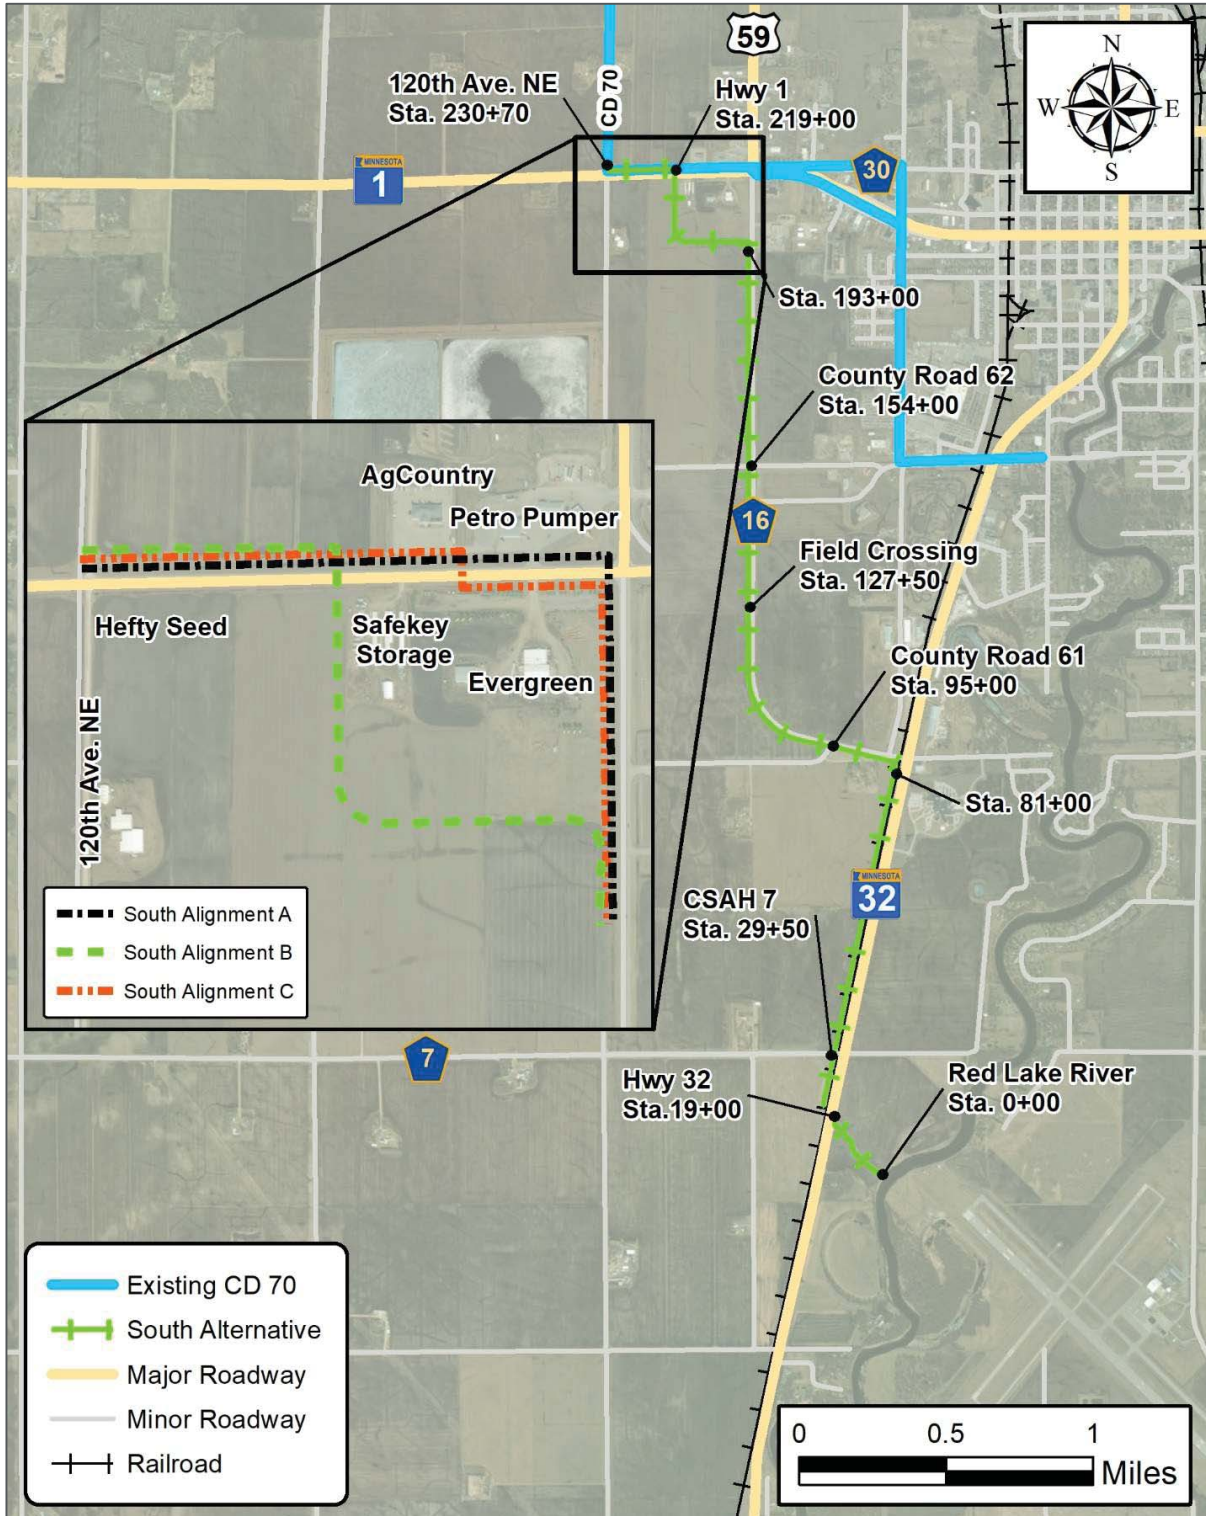 59
N
W
E
S
120th Ave. NE
Sta. 230+70
CD 70
Hwy 1
Sta. 219+00
MINNESOTA
1
30
Sta. 193+00
County Road 62
Sta. 154+00
16
Field Crossing
Sta. 127+50
County Road 61
Sta. 95+00
Sta. 81+00
MINNESOTA
32
CSAH 7
Sta. 29+50
7
Hwy 32
Sta.19+00
Red Lake River
Sta. 0+00
AgCountry
Petro Pumper
Hefty Seed
Safekey
Storage
Evergreen
120th Ave. NE
South Alignment A
South Alignment B
South Alignment C
Existing CD 70
South Alternative
Major Roadway
Minor Roadway
Railroad
0 0.5 1
Miles